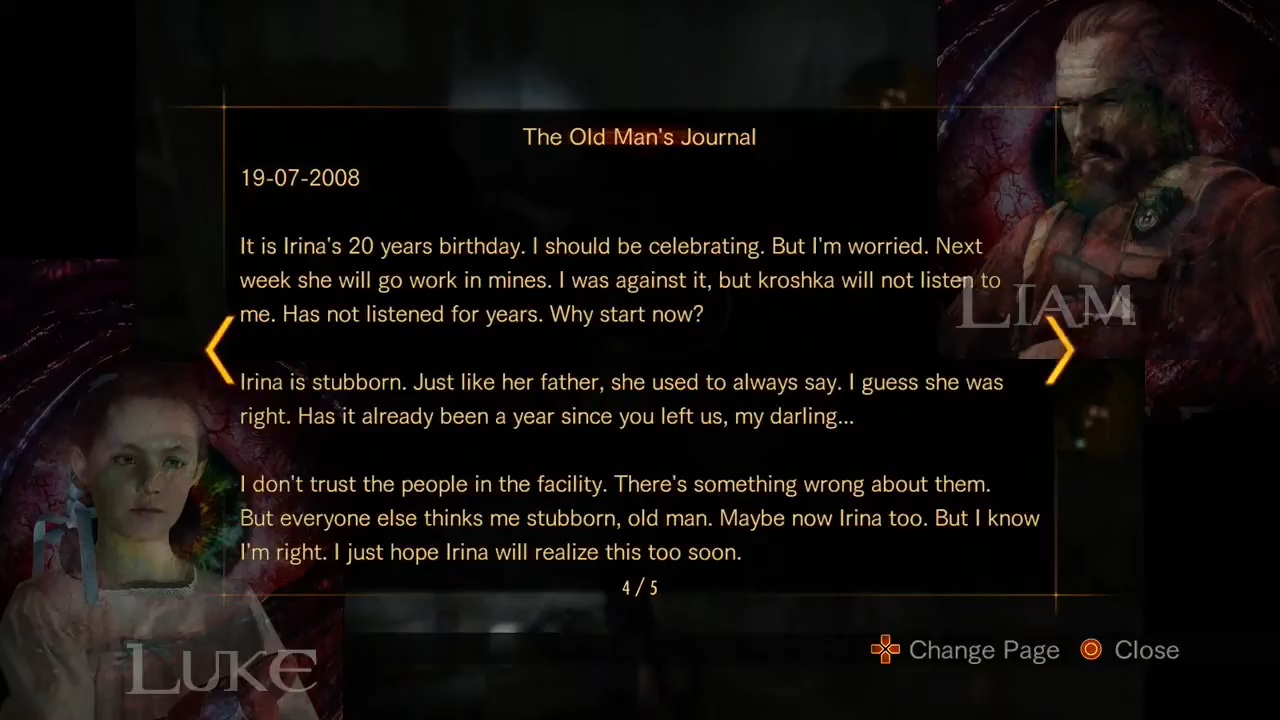 The Old Man's Journal
19-07-2008
It is Irina's 20 years birthday. I should be celebrating. But I'm worried. Next
week she will go work in mines. I was against it, but kroshka will not listen to
me. Has not listened for years. Why start now?
LIAM
Irina is stubborn. Just like her father, she used to always say. I guess she was
right. Has it already been a year since you left us, my darling...
I don't trust the people in the facility. There's something wrong about them.
But everyone else thinks me stubborn, old man. Maybe now Irina too. But I know
I'm right. I just hope Irina will realize this too soon.
4 / 5
Change Page Close
LUKE